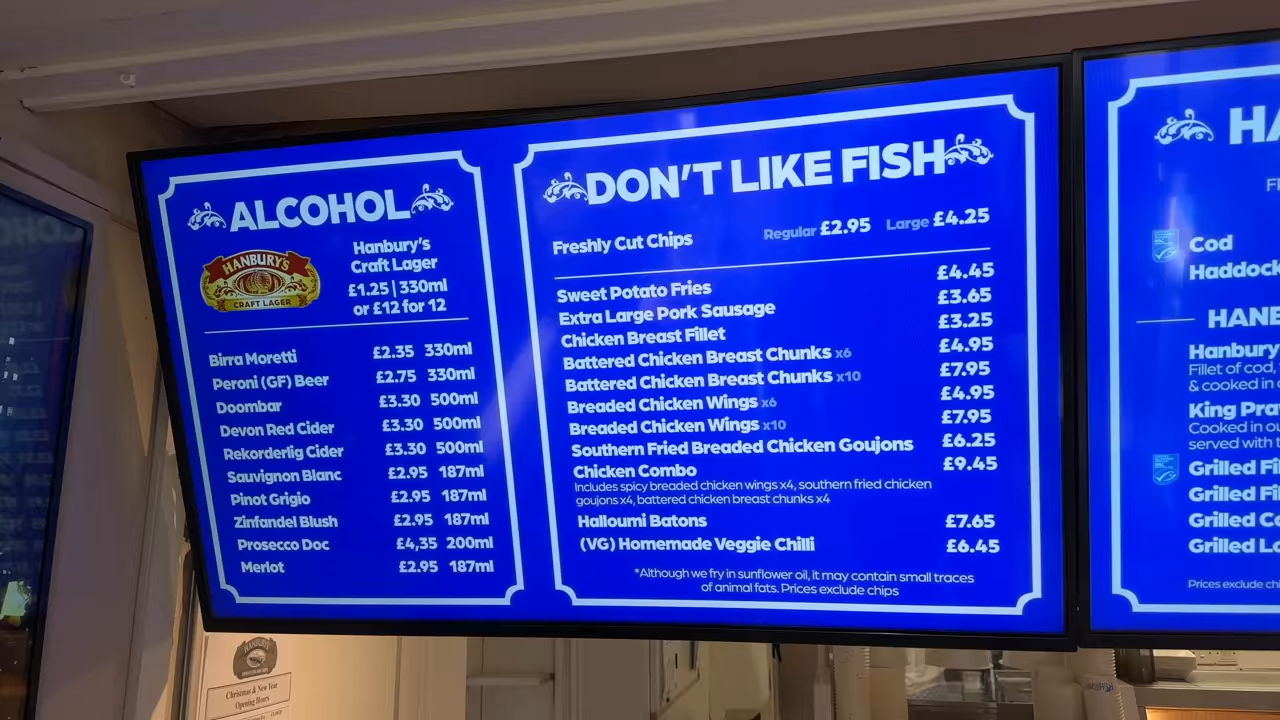 ALCOHOL
HANBURY'S
CRAFT LAGER
Hanbury's
Craft Lager
£1.25 | 330ml
or £12 for 12
Birra Moretti £2.35 330ml
Peroni (GF) Beer £2.75 330ml
Doombar £3.30 500ml
Devon Red Cider £3.30 500ml
Rekorderlig Cider £3.30 500ml
Sauvignon Blanc £2.95 187ml
Pinot Grigio £2.95 187ml
Zinfandel Blush £2.95 187ml
Prosecco Doc £4,35 200ml
Merlot £2.95 187ml
DON'T LIKE FISH
Freshly Cut Chips Regular £2.95 Large £4.25
Sweet Potato Fries £4.45
Extra Large Pork Sausage £3.65
Chicken Breast Fillet £3.25
Battered Chicken Breast Chunks x6 £4.95
Battered Chicken Breast Chunks x10 £7.95
Breaded Chicken Wings x6 £4.95
Breaded Chicken Wings x10 £7.95
Southern Fried Breaded Chicken Goujons £6.25
Chicken Combo £9.45
Includes spicy breaded chicken wings x4, southern fried chicken
goujons x4, battered chicken breast chunks x4
Halloumi Batons £7.65
(VG) Homemade Veggie Chilli £6.45
*Although we fry in sunflower oil, it may contain small traces
of animal fats. Prices exclude chips
HA
Cod
Haddock
HANB
Hanbury
Fillet of cod,
& cooked in
King Pra
Cooked in ou
served with t
Grilled Fi
Grilled Fi
Grilled Co
Grilled Lo
Prices exclude chi
HANBURY'S
Christmas & New Year
Opening Hours